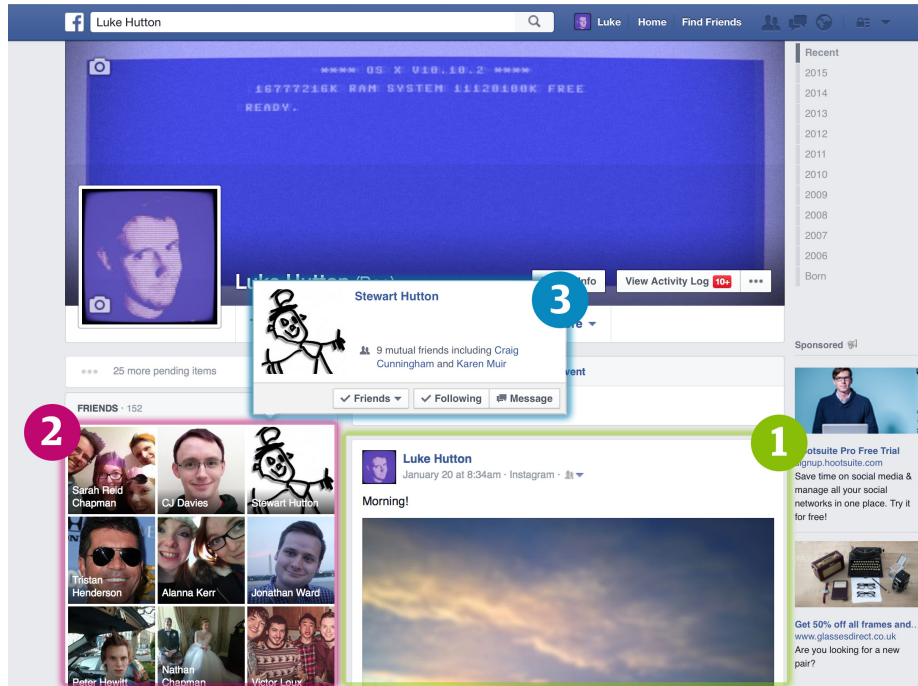 f Luke Hutton Luke Home Find Friends
**** OS X V10.10.2 ****
16777216K RAM SYSTEM 11120100K FREE
READY.
Recent
2015
2014
2013
2012
2011
2010
2009
2008
2007
2006
Born
Luke Hutton
Info
View Activity Log 10+
3
Stewart Hutton
9 mutual friends including Craig
Cunningham and Karen Muir
Friends
Following
Message
25 more pending items
FRIENDS · 152
2
Sarah Reid
Chapman
CJ Davies
Stewart Hutton
Tristan
Henderson
Alanna Kerr
Jonathan Ward
Peter Hewitt
Nathan
Chapman
Victor Loux
1
Luke Hutton
January 20 at 8:34am · Instagram ·
Morning!
Sponsored
Hootsuite Pro Free Trial
signup.hootsuite.com
Save time on social media &
manage all your social
networks in one place. Try it
for free!
Get 50% off all frames and...
www.glassesdirect.co.uk
Are you looking for a new
pair?